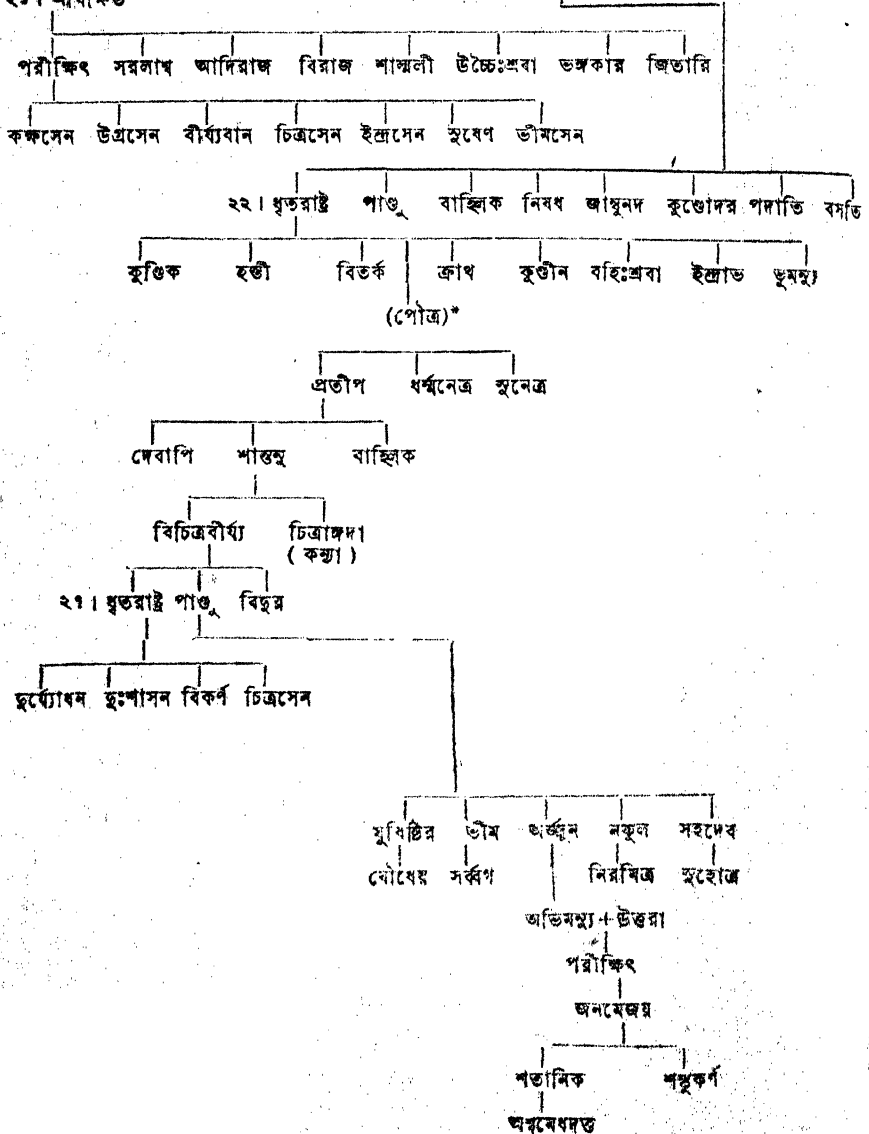 পরীক্ষিৎ সরলাশ্ব আদিরাজ বিরাজ শাল্মলী উচ্চৈঃশ্রবা ভঙ্গকার জিতারি
কক্ষসেন উগ্রসেন বীর্য্যবান চিত্রসেন ইন্দ্রসেন সুষেণ ভীমসেন
২২। ধৃতরাষ্ট্র পাণ্ডু বাহ্লিক নিষধ জাম্বুনদ কুণ্ডোদর পদাতি বসতি
কুণ্ডিক হস্তী বিতর্ক ক্রাথ কুণ্ডীন বহিঃশ্রবা ইন্দ্রাভ ভূমন্যু
(পৌত্র)*
প্রতীপ ধর্ম্মনেত্র সুনেত্র
দেবাপি শান্তনু বাহ্লিক
বিচিত্রবীর্য্য চিত্রাঙ্গদা
( কন্যা )
২৭। ধৃতরাষ্ট্র পাণ্ডু বিদুর
দুর্য্যোধন দুঃশাসন বিকর্ণ চিত্রসেন
যুধিষ্ঠির ভীম অর্জ্জুন নকুল সহদেব
যৌধেয় সর্ব্বগ নিরমিত্র সুহোত্র
অভিমন্যু + উত্তরা
পরীক্ষিৎ
জনমেজয়
শতানিক শঙ্কুকর্ণ
অশ্বমেধদত্ত